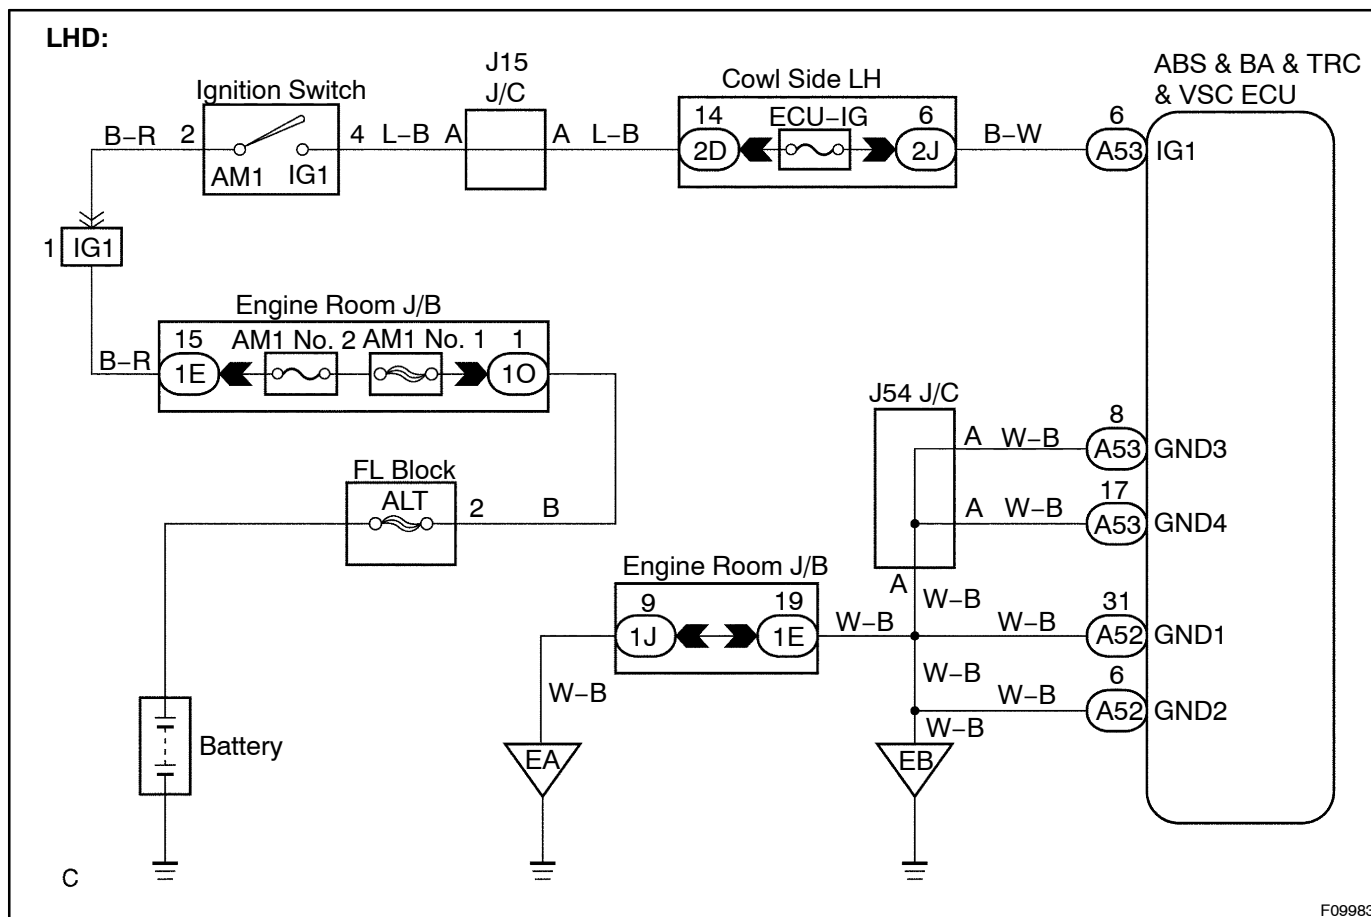 LHD:
Ignition Switch
B–R
2
AM1
IG1
4
L–B
J15
J/C
A
A
L–B
Cowl Side LH
14
2D
ECU–IG
6
2J
B–W
ABS & BA & TRC
& VSC ECU
6
A53
IG1
1
IG1
Engine Room J/B
B–R
15
1E
AM1 No. 2
AM1 No. 1
1
1O
FL Block
ALT
2
B
J54 J/C
A
W–B
8
A53
GND3
A
W–B
17
A53
GND4
A
W–B
Engine Room J/B
9
1J
19
1E
W–B
W–B
31
A52
GND1
W–B
W–B
W–B
6
A52
GND2
W–B
EA
EB
Battery
C
F09983